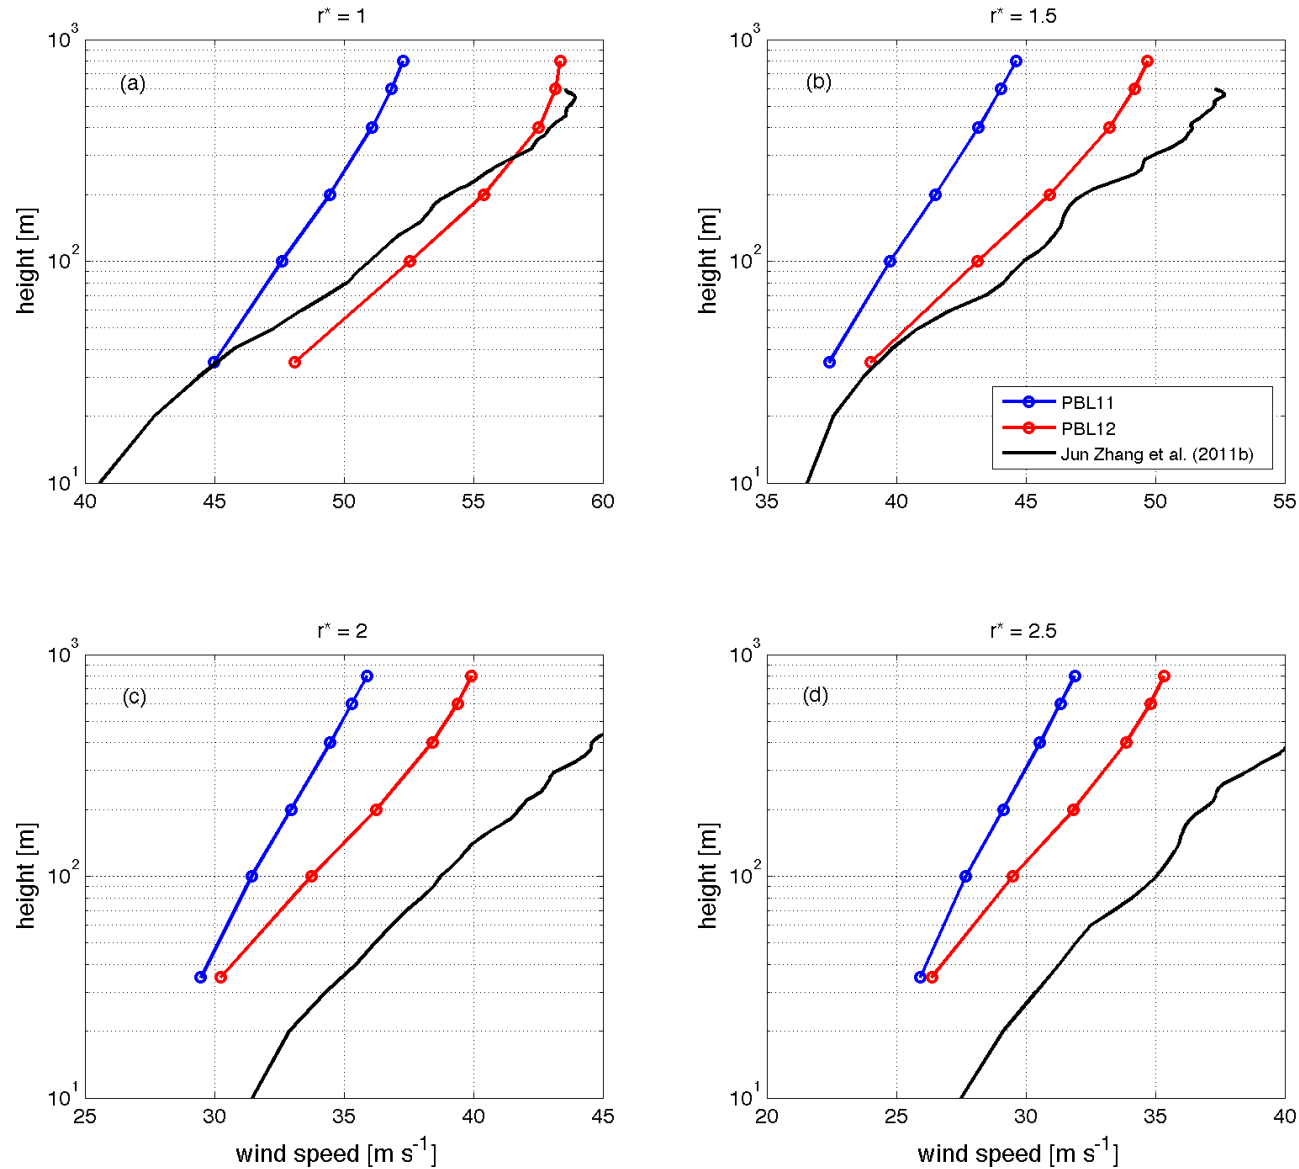 r* = 1
(a)
10³
10²
10¹
height [m]
40 45 50 55 60
r* = 1.5
(b)
10³
10²
10¹
height [m]
PBL11
PBL12
Jun Zhang et al. (2011b)
35 40 45 50 55
r* = 2
(c)
10³
10²
10¹
height [m]
25 30 35 40 45
wind speed [m s⁻¹]
r* = 2.5
(d)
10³
10²
10¹
height [m]
20 25 30 35 40
wind speed [m s⁻¹]